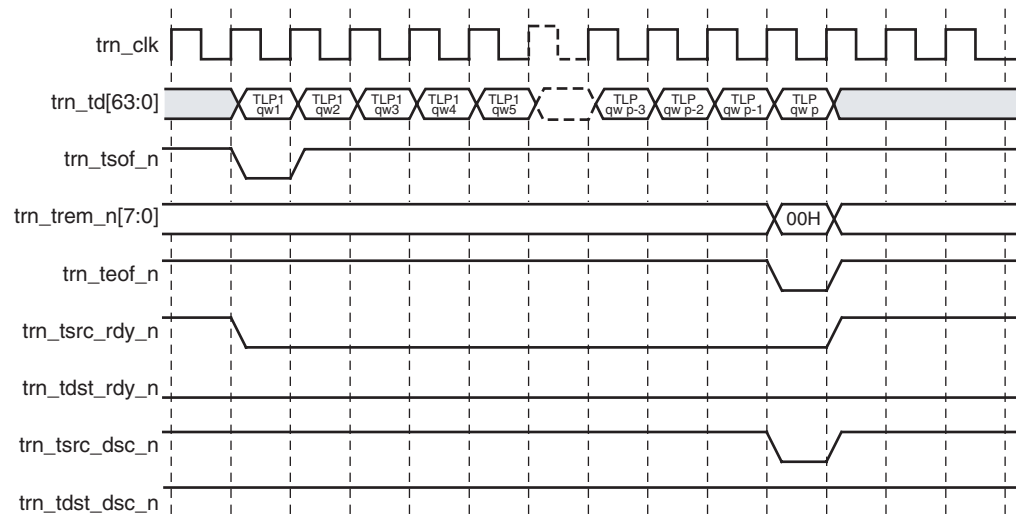 trn_clk
trn_td[63:0]
TLP1
qw1
TLP1
qw2
TLP1
qw3
TLP1
qw4
TLP1
qw5
TLP
qw p-3
TLP
qw p-2
TLP
qw p-1
TLP
qw p
trn_tsof_n
trn_trem_n[7:0]
00H
trn_teof_n
trn_tsrc_rdy_n
trn_tdst_rdy_n
trn_tsrc_dsc_n
trn_tdst_dsc_n